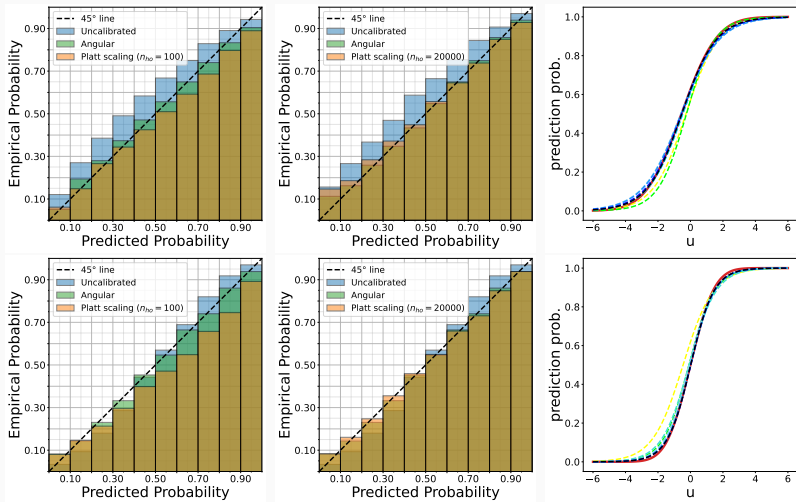 45° line
Uncalibrated
Angular
Platt scaling (n_ho = 100)
Empirical Probability
0.90
0.70
0.50
0.30
0.10
0.10 0.30 0.50 0.70 0.90
Predicted Probability
45° line
Uncalibrated
Angular
Platt scaling (n_ho = 20000)
Empirical Probability
0.90
0.70
0.50
0.30
0.10
0.10 0.30 0.50 0.70 0.90
Predicted Probability
prediction prob.
1.0
0.8
0.6
0.4
0.2
0.0
−6 −4 −2 0 2 4 6
u
45° line
Uncalibrated
Angular
Platt scaling (n_ho = 100)
Empirical Probability
0.90
0.70
0.50
0.30
0.10
0.10 0.30 0.50 0.70 0.90
Predicted Probability
45° line
Uncalibrated
Angular
Platt scaling (n_ho = 20000)
Empirical Probability
0.90
0.70
0.50
0.30
0.10
0.10 0.30 0.50 0.70 0.90
Predicted Probability
prediction prob.
1.0
0.8
0.6
0.4
0.2
0.0
−6 −4 −2 0 2 4 6
u